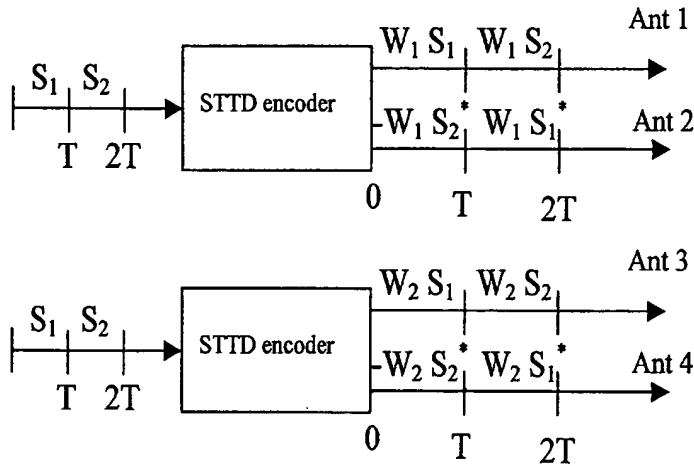 W₁ S₁ W₁ S₂ Ant 1
S₁ S₂ STTD encoder
-W₁ S₂* W₁ S₁* Ant 2
T 2T 0 T 2T
W₂ S₁ W₂ S₂ Ant 3
S₁ S₂ STTD encoder
-W₂ S₂* W₂ S₁* Ant 4
T 2T 0 T 2T